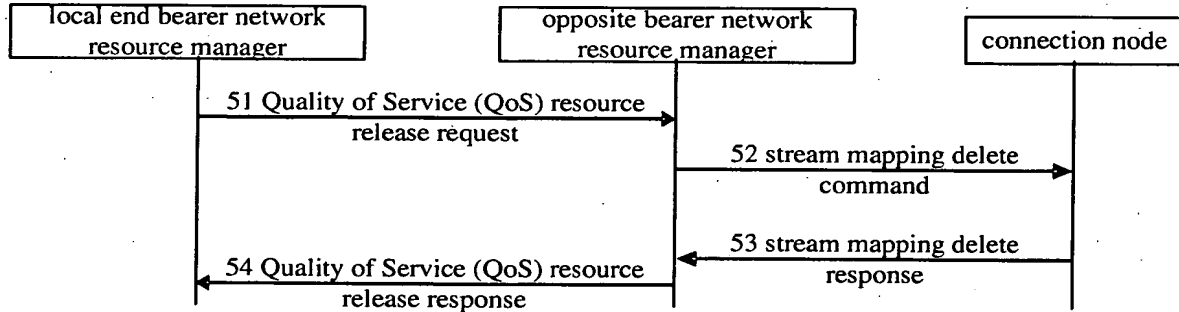 local end bearer network
resource manager
opposite bearer network
resource manager
connection node
51 Quality of Service (QoS) resource
release request
52 stream mapping delete
command
53 stream mapping delete
response
54 Quality of Service (QoS) resource
release response